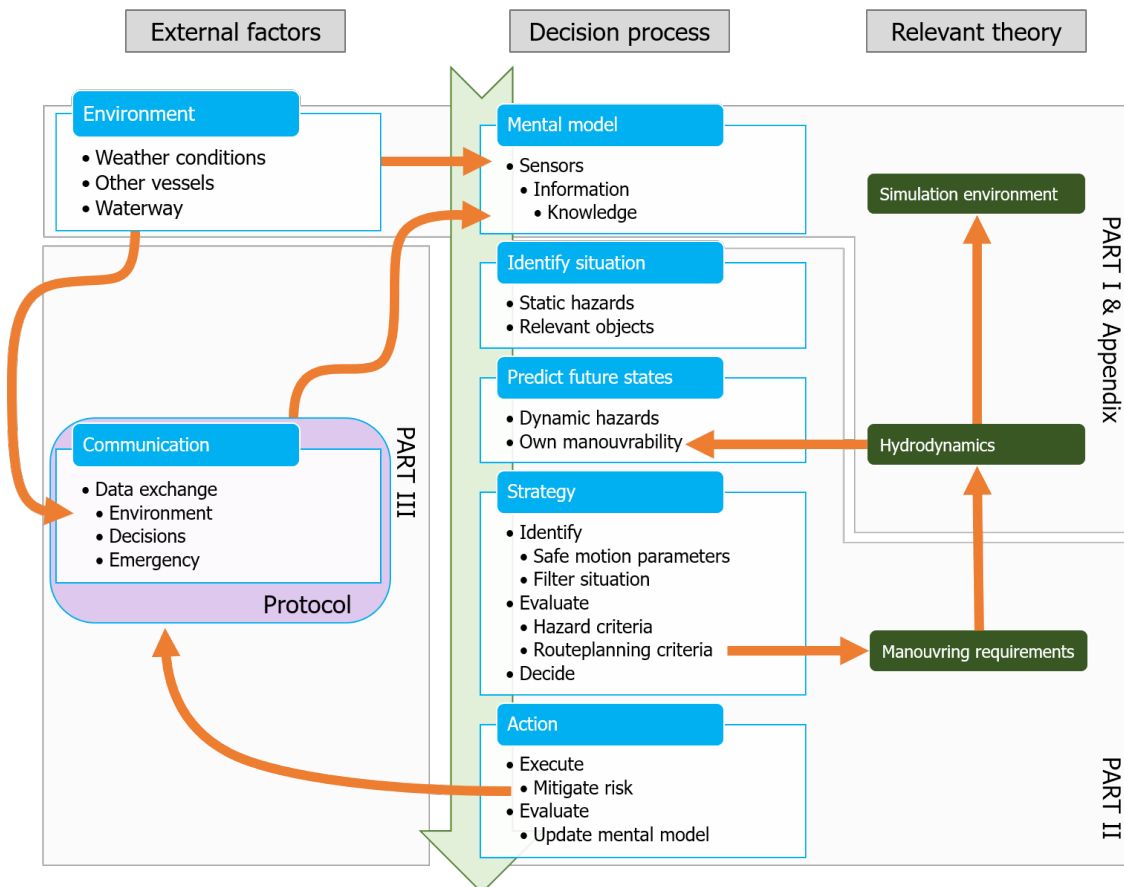 External factors
Decision process
Relevant theory
Environment
• Weather conditions
• Other vessels
• Waterway
Communication
• Data exchange
• Environment
• Decisions
• Emergency
Protocol
PART III
Mental model
• Sensors
• Information
• Knowledge
Identify situation
• Static hazards
• Relevant objects
Predict future states
• Dynamic hazards
• Own manouvrability
Strategy
• Identify
• Safe motion parameters
• Filter situation
• Evaluate
• Hazard criteria
• Routeplanning criteria
• Decide
Action
• Execute
• Mitigate risk
• Evaluate
• Update mental model
Simulation environment
Hydrodynamics
Manouvring requirements
PART I & Appendix
PART II